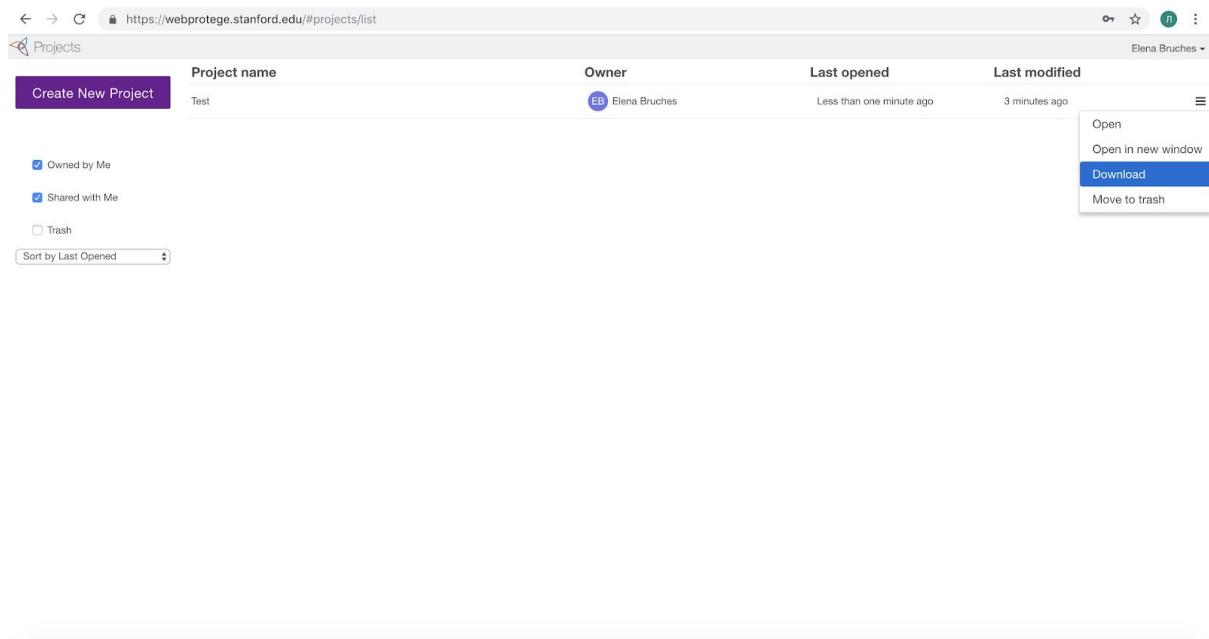 https://webprotege.stanford.edu/#projects/list
Л
Projects
Elena Bruches
Create New Project
Project name Owner Last opened Last modified
Test EB Elena Bruches Less than one minute ago 3 minutes ago
Open
Open in new window
Download
Move to trash
Owned by Me
Shared with Me
Trash
Sort by Last Opened